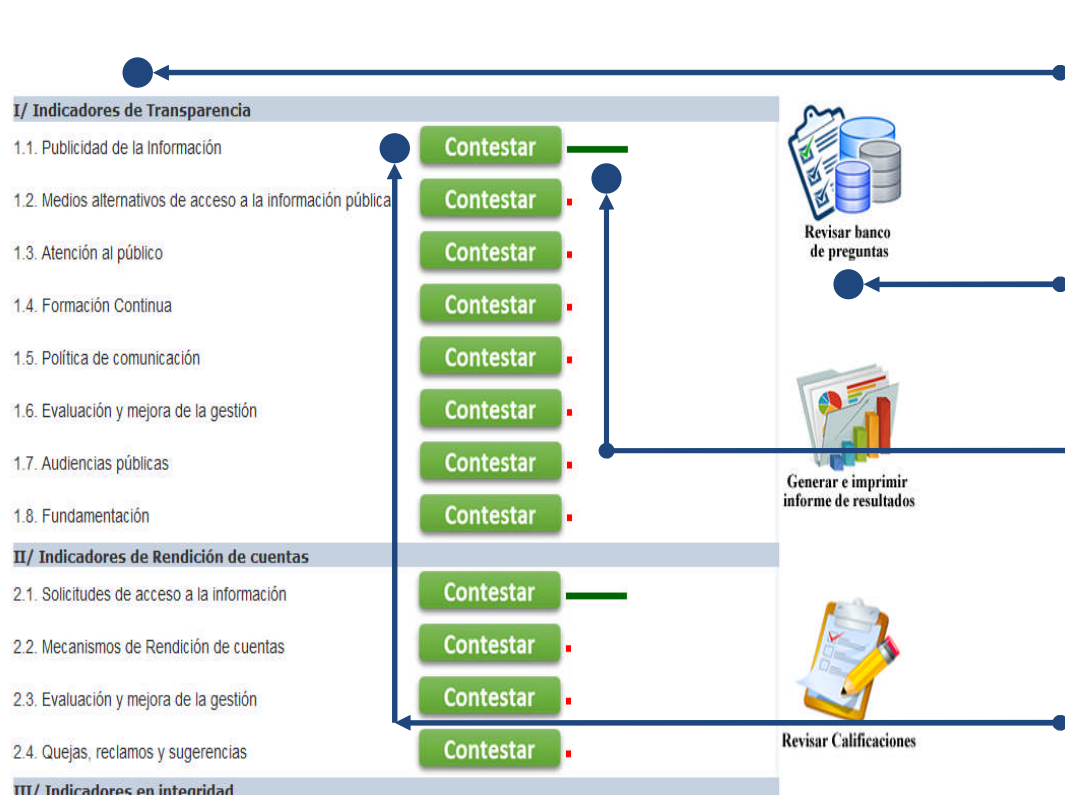 I/ Indicadores de Transparencia
1.1. Publicidad de la Información Contestar
1.2. Medios alternativos de acceso a la información pública Contestar
1.3. Atención al público Contestar
1.4. Formación Continua Contestar
1.5. Política de comunicación Contestar
1.6. Evaluación y mejora de la gestión Contestar
1.7. Audiencias públicas Contestar
1.8. Fundamentación Contestar
II/ Indicadores de Rendición de cuentas
2.1. Solicitudes de acceso a la información Contestar
2.2. Mecanismos de Rendición de cuentas Contestar
2.3. Evaluación y mejora de la gestión Contestar
2.4. Quejas, reclamos y sugerencias Contestar
III/ Indicadores en integridad
Revisar banco
de preguntas
Generar e imprimir
informe de resultados
Revisar Calificaciones